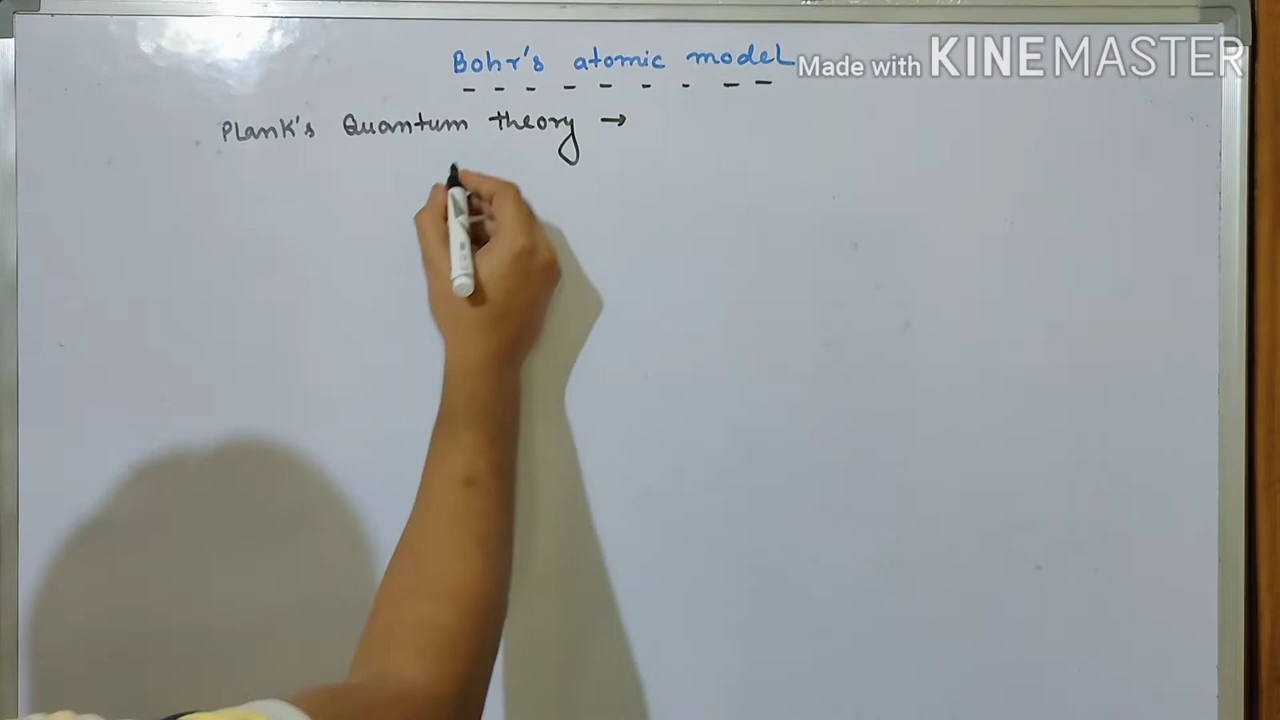 Bohr's atomic model
Made with KINEMASTER
PLank's Quantum theory →